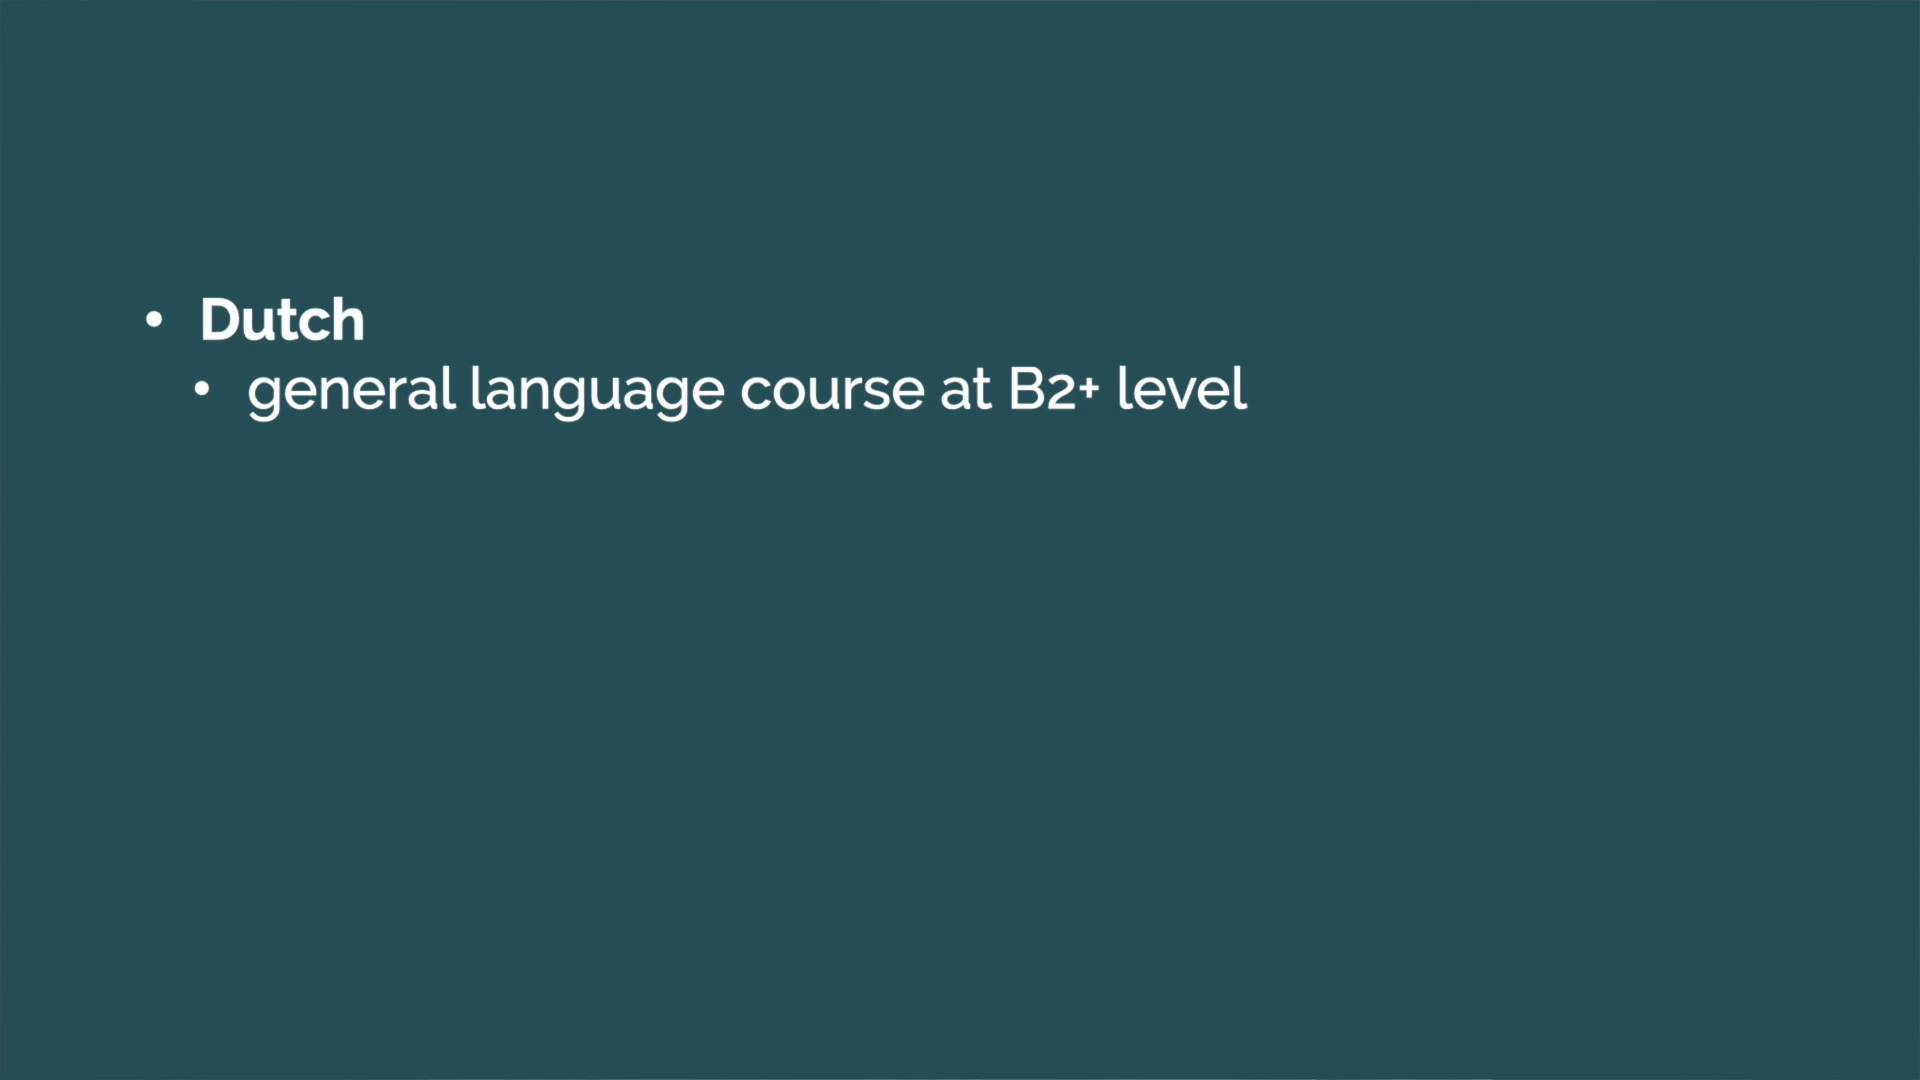 • Dutch
• general language course at B2+ level